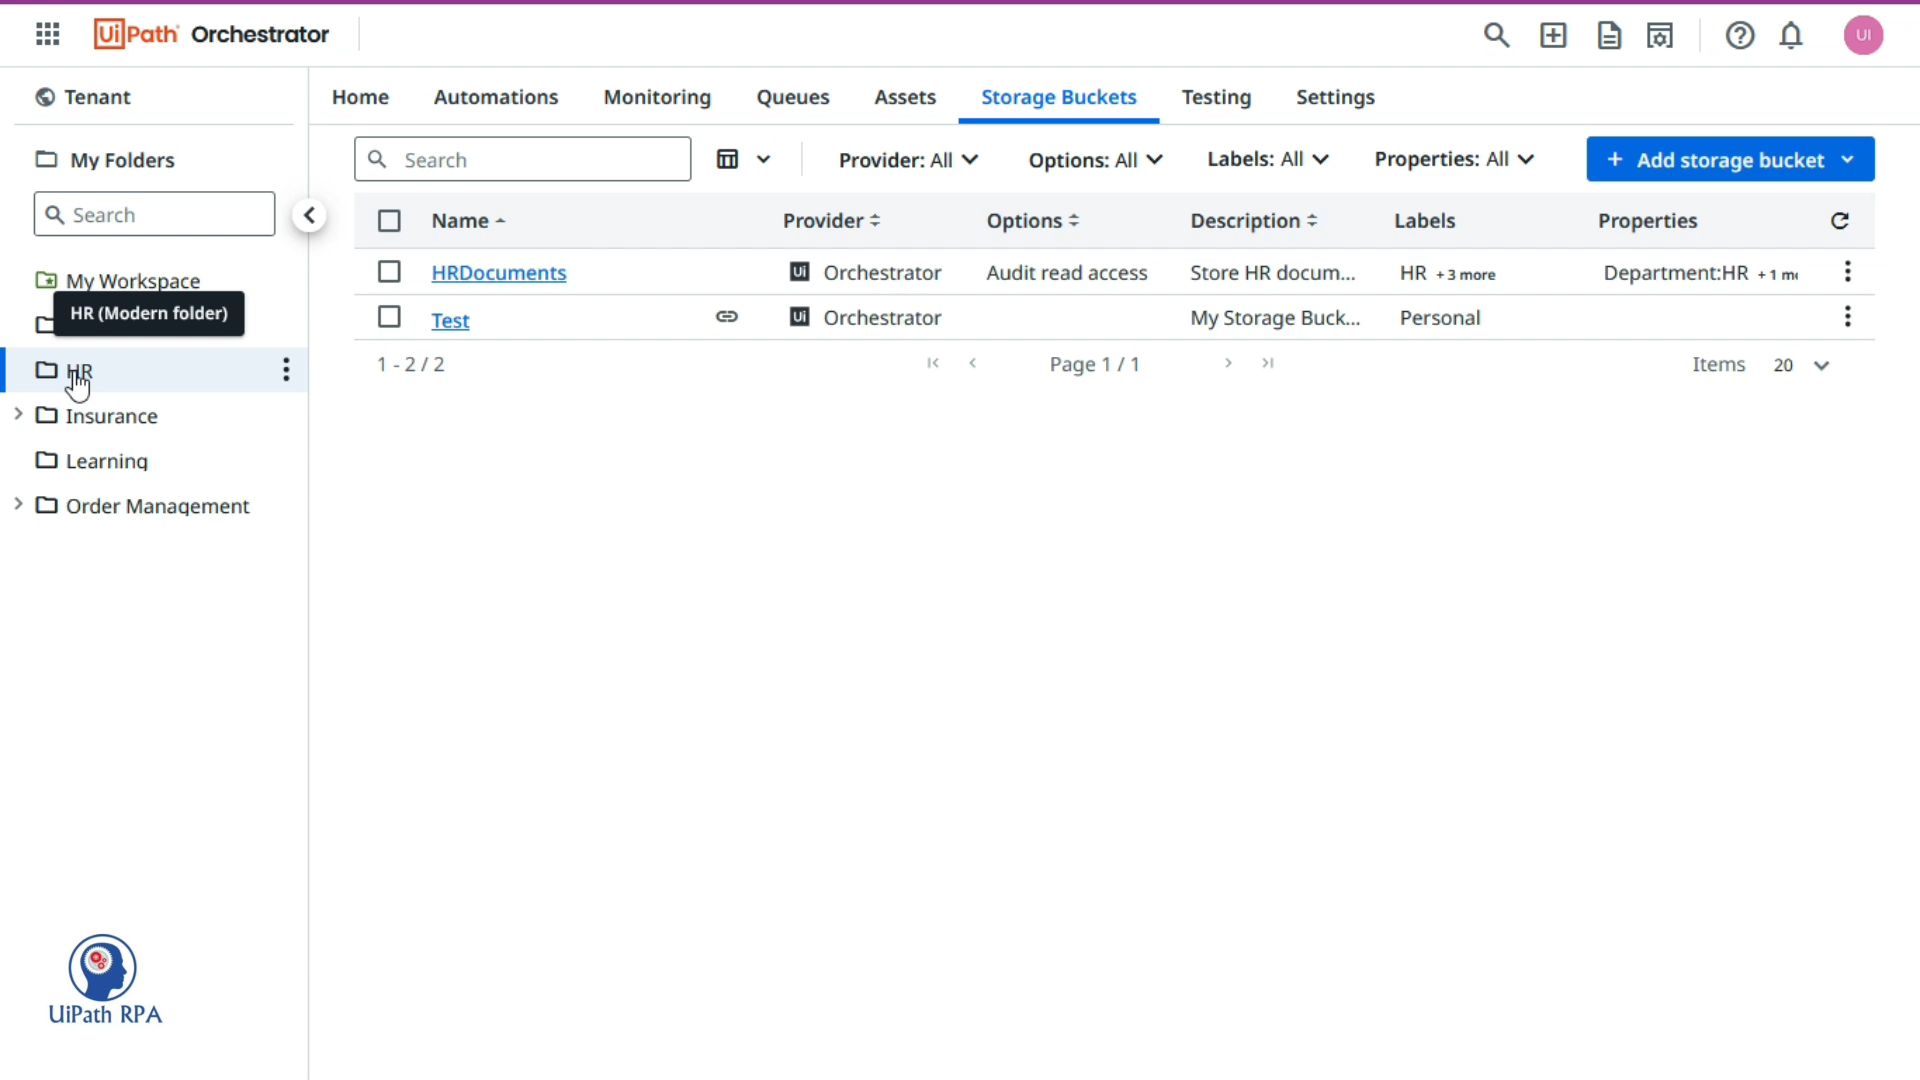 UiPath Orchestrator
UI
Tenant
Home Automations Monitoring Queues Assets Storage Buckets Testing Settings
My Folders
Search
My Workspace
HR (Modern folder)
HR
Insurance
Learning
Order Management
Search
Provider: All
Options: All
Labels: All
Properties: All
+ Add storage bucket
Name Provider Options Description Labels Properties
HRDocuments Ui Orchestrator Audit read access Store HR docum... HR +3 more Department:HR
Test Ui Orchestrator My Storage Buck... Personal
1 - 2 / 2 Page 1 / 1 Items 20
UiPath RPA